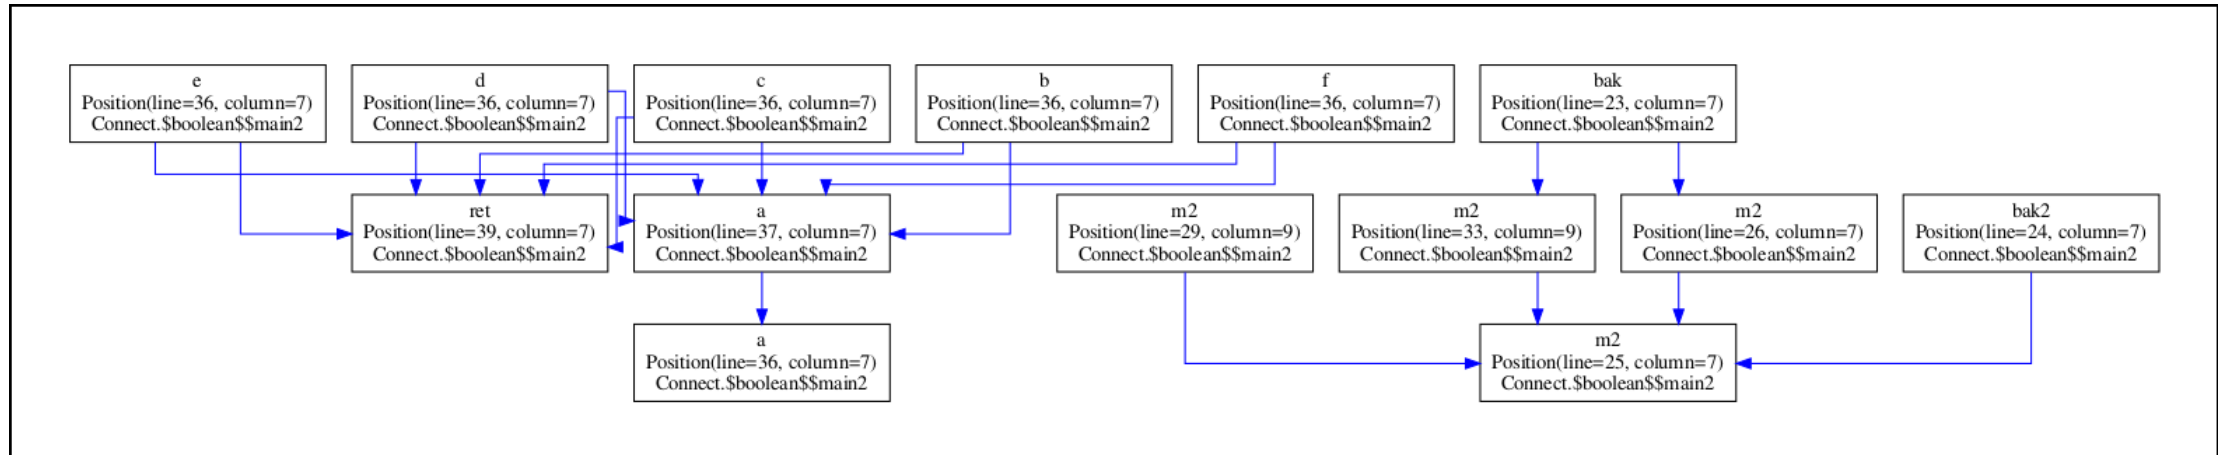 e
Position(line=36, column=7)
Connect.$boolean$$main2
d
Position(line=36, column=7)
Connect.$boolean$$main2
c
Position(line=36, column=7)
Connect.$boolean$$main2
b
Position(line=36, column=7)
Connect.$boolean$$main2
f
Position(line=36, column=7)
Connect.$boolean$$main2
bak
Position(line=23, column=7)
Connect.$boolean$$main2
ret
Position(line=39, column=7)
Connect.$boolean$$main2
a
Position(line=37, column=7)
Connect.$boolean$$main2
m2
Position(line=29, column=9)
Connect.$boolean$$main2
m2
Position(line=33, column=9)
Connect.$boolean$$main2
m2
Position(line=26, column=7)
Connect.$boolean$$main2
bak2
Position(line=24, column=7)
Connect.$boolean$$main2
a
Position(line=36, column=7)
Connect.$boolean$$main2
m2
Position(line=25, column=7)
Connect.$boolean$$main2